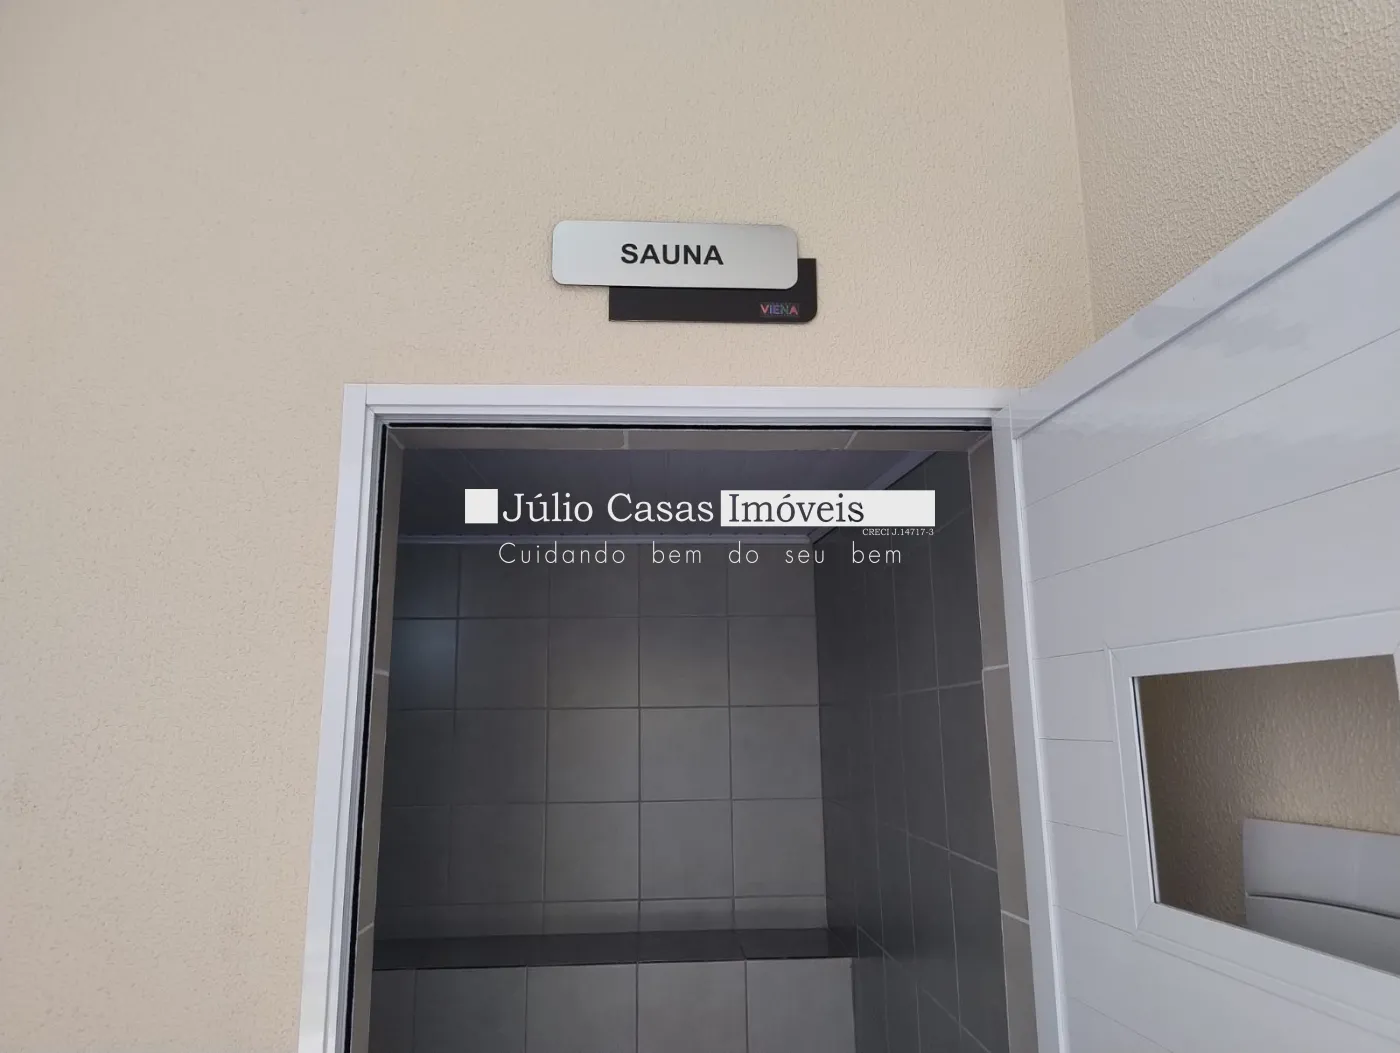 SAUNA
VIENA
Júlio Casas Imóveis
CRECI J.14717-3
Cuidando bem do seu bem